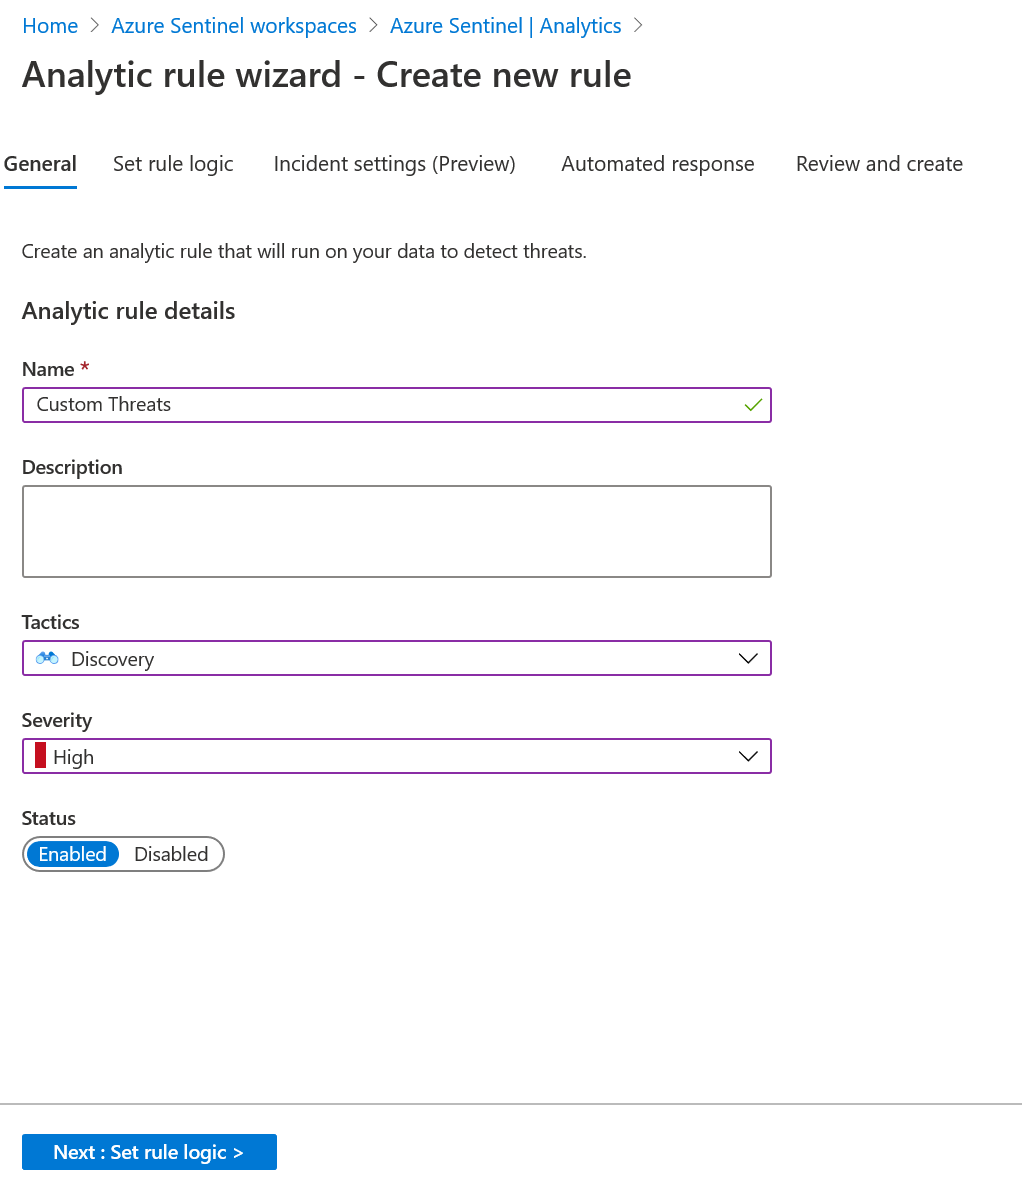 Home > Azure Sentinel workspaces > Azure Sentinel | Analytics >
Analytic rule wizard - Create new rule
General Set rule logic Incident settings (Preview) Automated response Review and create
Create an analytic rule that will run on your data to detect threats.
Analytic rule details
Name *
Custom Threats
Description
Tactics
Discovery
Severity
High
Status
Enabled Disabled
Next : Set rule logic >